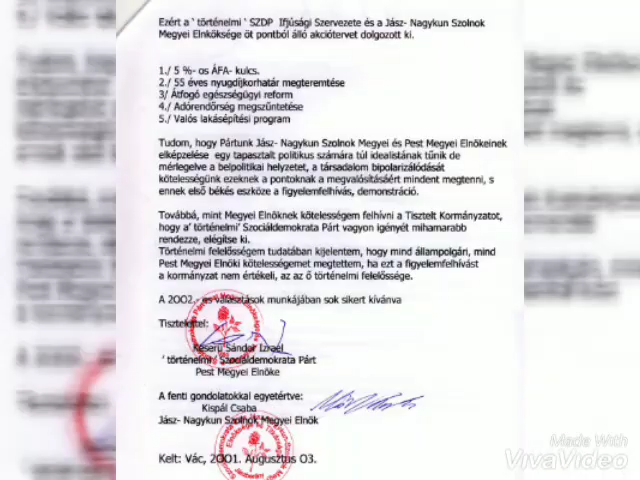 Ezért a ' történelmi ' SZDP Ifjúsági Szervezete és a Jász- Nagykun Szolnok
Megyei Elnköksége öt pontból álló akciótervet dolgozott ki.
1./ 5 %- os ÁFA- kulcs.
2./ 55 éves nyugdíjkorhatár megteremtése
3/ Átfogó egészségügyi reform
4./ Adórendőrség megszűntetése
5./ Valós lakásépítési program
Tudom, hogy Pártunk Jász- Nagykun Szolnok Megyei és Pest Megyei Elnökeinek
elképzelése egy tapasztalt politikus számára túl idealistának tűnik de
mérlegelve a belpolitikai helyzetet, a társadalom bipolarizálódását
kötelességünk ezeknek a pontoknak a megvalósításáért mindent megtenni, s
ennek első békés eszköze a figyelemfelhívás, demonstráció.
Továbbá, mint Megyei Elnöknek kötelességem felhívni a Tisztelt Kormányzatot,
hogy a' történelmi' Szociáldemokrata Párt vagyon igényét mihamarabb
rendezze, elégítse ki.
Történelmi felelősségem tudatában kijelentem, hogy mind állampolgári, mind
Pest Megyei Elnöki kötelességemet megtettem, ha ezt a figyelemfelhívást
a kormányzat nem értékeli, az az ő történelmi felelőssége.
A 2002.- es választások munkájában sok sikert kívánva
Tisztelettel:
Keserű Sándor Izrael
' történelmi ' Szociáldemokrata Párt
Pest Megyei Elnöke
A fenti gondolatokkal egyetértve:
Kispál Csaba
Jász- Nagykun Szolnok Megyei Elnök
Kelt: Vác, 2001. Augusztus 03.
Made With
VivaVideo